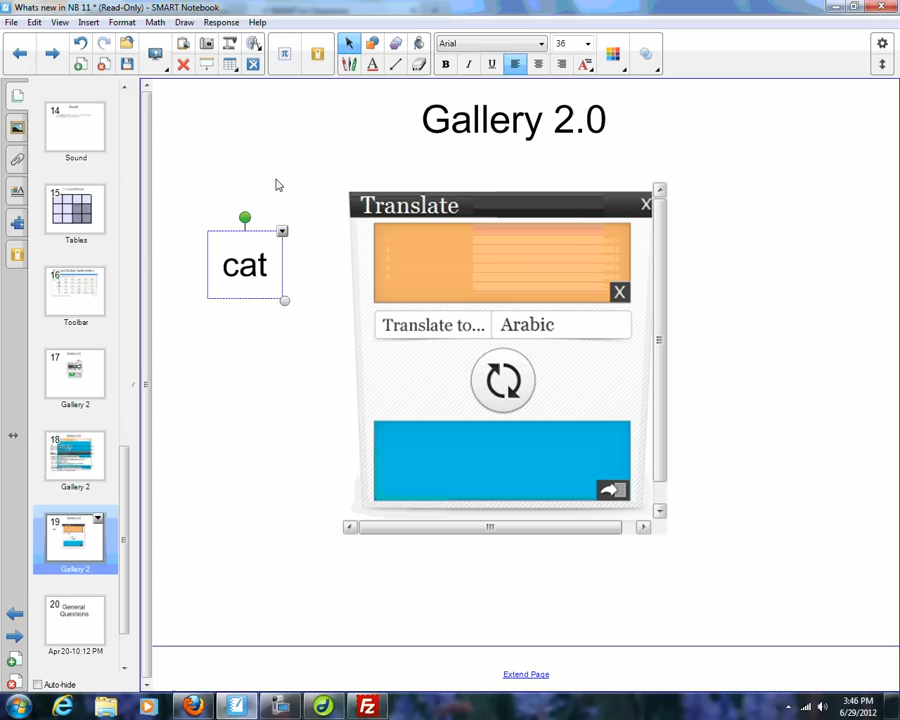 Whats new in NB 11 * (Read-Only) - SMART Notebook
File Edit View Insert Format Math Draw Response Help
Arial 36
B I U A
14
Sound
15
Tables
16
Toolbar
17
Gallery 2
18
Gallery 2
19
Gallery 2
20 General
Questions
Apr 20-10:12 PM
Auto-hide
Gallery 2.0
cat
Translate X
X
Translate to... Arabic
Extend Page
3:46 PM
6/29/2012